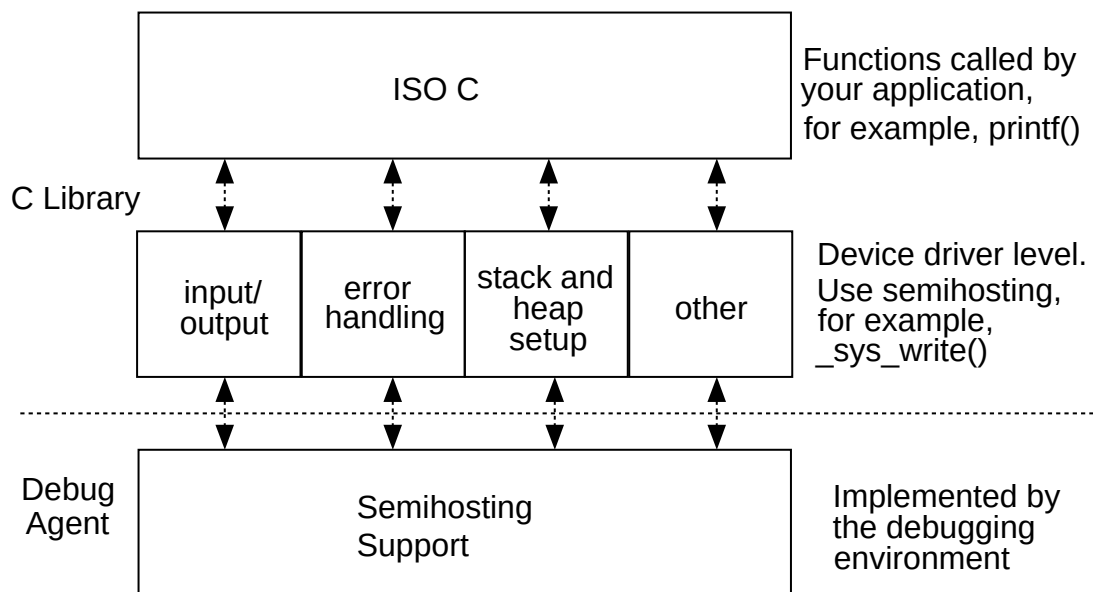 ISO C
Functions called by
your application,
for example, printf()
C Library
input/
output
error
handling
stack and
heap
setup
other
Device driver level.
Use semihosting,
for example,
_sys_write()
Debug
Agent
Semihosting
Support
Implemented by
the debugging
environment